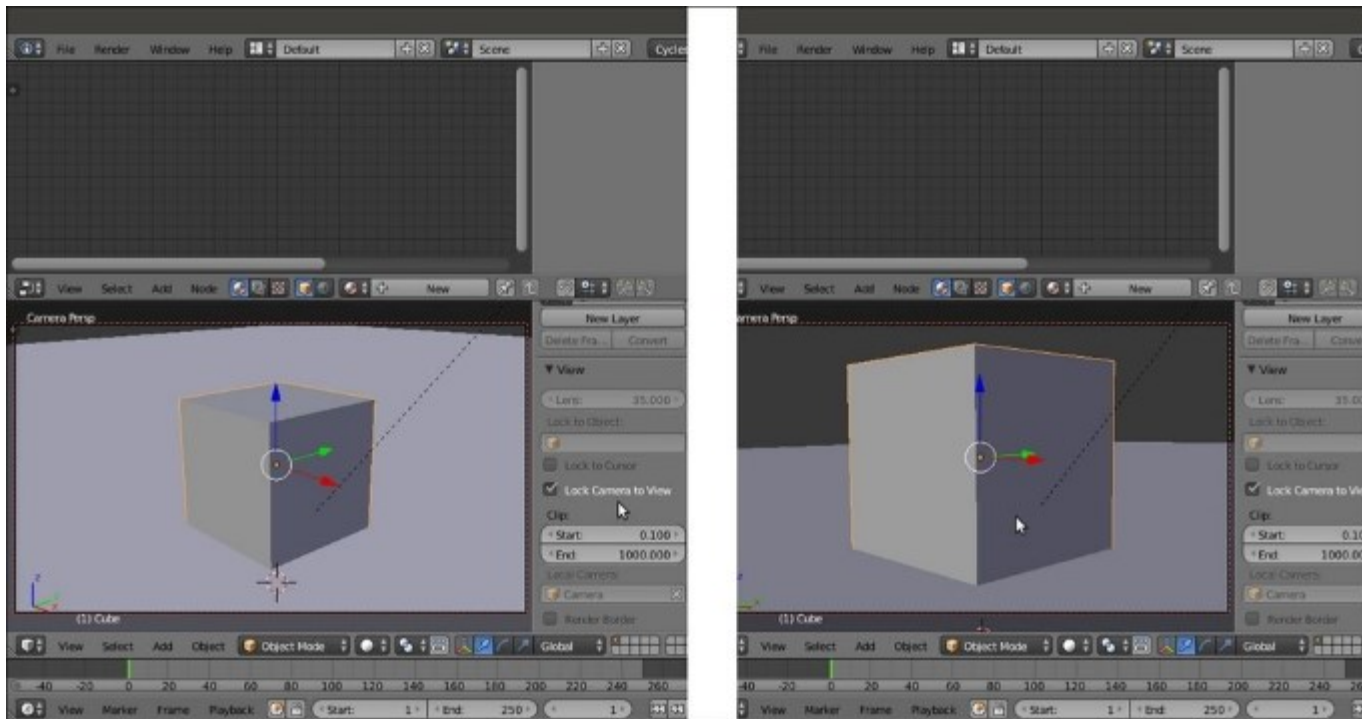 File Render Window Help Default Scene Cycles
View Select Add Node New
Camera Persp
New Layer
Delete Fra... Convert
View
Lens: 35.000
Lock to Object:
Lock to Cursor
Lock Camera to View
Clip:
Start: 0.100
End: 1000.000
Local Camera:
Camera
Render Border
z
(1) Cube
View Select Add Object Object Mode Global
-40 -20 0 20 40 60 80 100 120 140 160 180 200 220 240 260
View Marker Frame Playback Start: 1 End: 250 1
File Render Window Help Default Scene
View Select Add Node New
amera Persp
New Layer
Delete Fra... Conve
View
Lens: 35.00
Lock to Object:
Lock to Cursor
Lock Camera to Vie
Clip:
Start: 0.10
End: 1000.00
Local Camera:
Camera
Render Border
(1) Cube
View Select Add Object Object Mode Global
-40 -20 0 20 40 60 80 100 120 140 160 180 200 220 240 260
View Marker Frame Playback Start: 1 End: 250 1